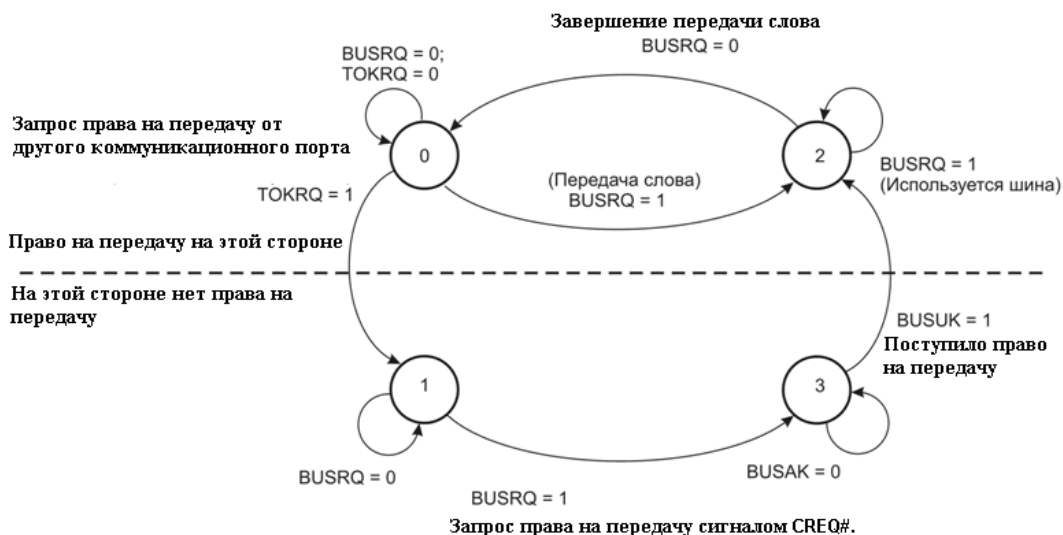 Завершение передачи слова
BUSRQ = 0
BUSRQ = 0;
TOKRQ = 0
Запрос права на передачу от
другого коммуникационного порта
0
2
TOKRQ = 1
(Передача слова)
BUSRQ = 1
BUSRQ = 1
(Используется шина)
Право на передачу на этой стороне
На этой стороне нет права на
передачу
BUSUK = 1
Поступило право
на передачу
1
3
BUSRQ = 0
BUSRQ = 1
BUSAK = 0
Запрос права на передачу сигналом CREQ#.